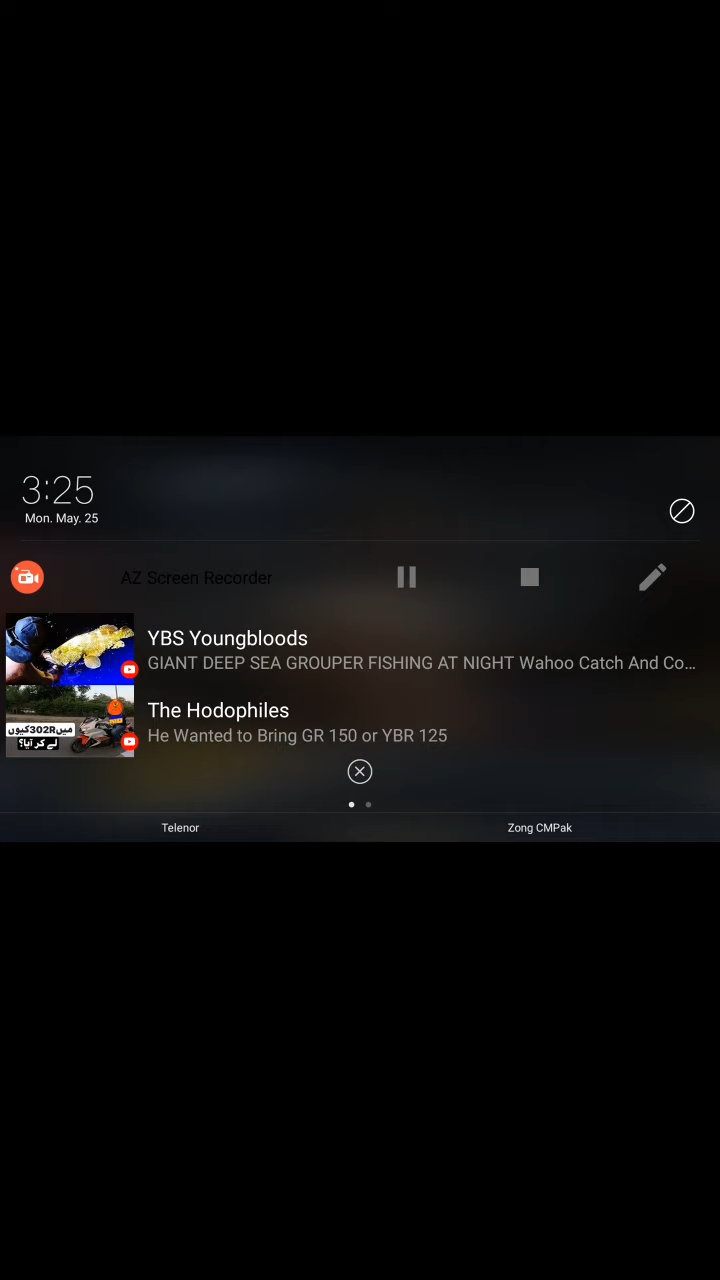 3:25
Mon. May. 25
AZ Screen Recorder
YBS Youngbloods
GIANT DEEP SEA GROUPER FISHING AT NIGHT Wahoo Catch And Co...
The Hodophiles
He Wanted to Bring GR 150 or YBR 125
میں302Rکیوں
لے کر آیا؟
Telenor
Zong CMPak